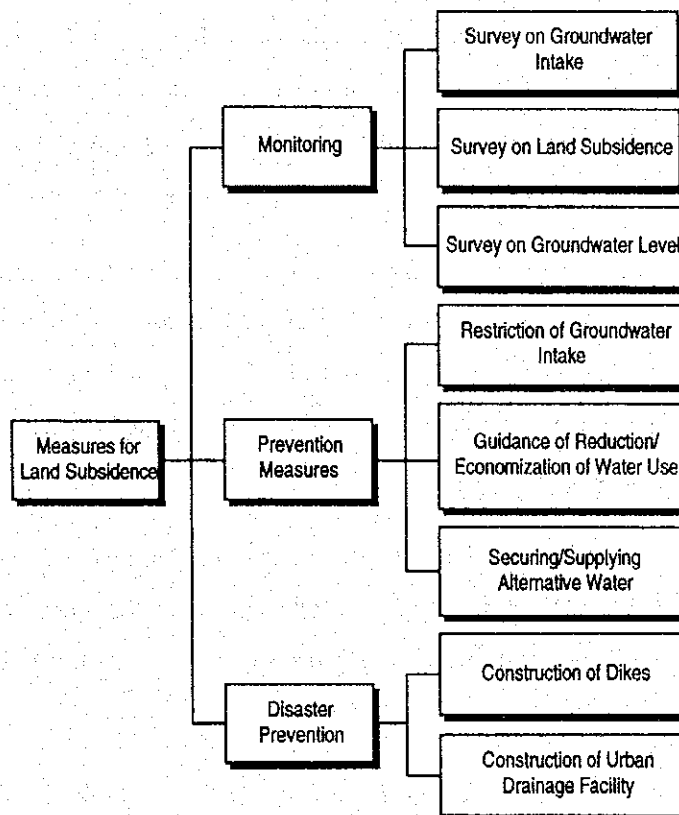 Survey on Groundwater
Intake
Monitoring
Survey on Land Subsidence
Survey on Groundwater Level
Restriction of Groundwater
Intake
Measures for
Land Subsidence
Prevention
Measures
Guidance of Reduction/
Economization of Water Use
Securing/Supplying
Alternative Water
Disaster
Prevention
Construction of Dikes
Construction of Urban
Drainage Facility